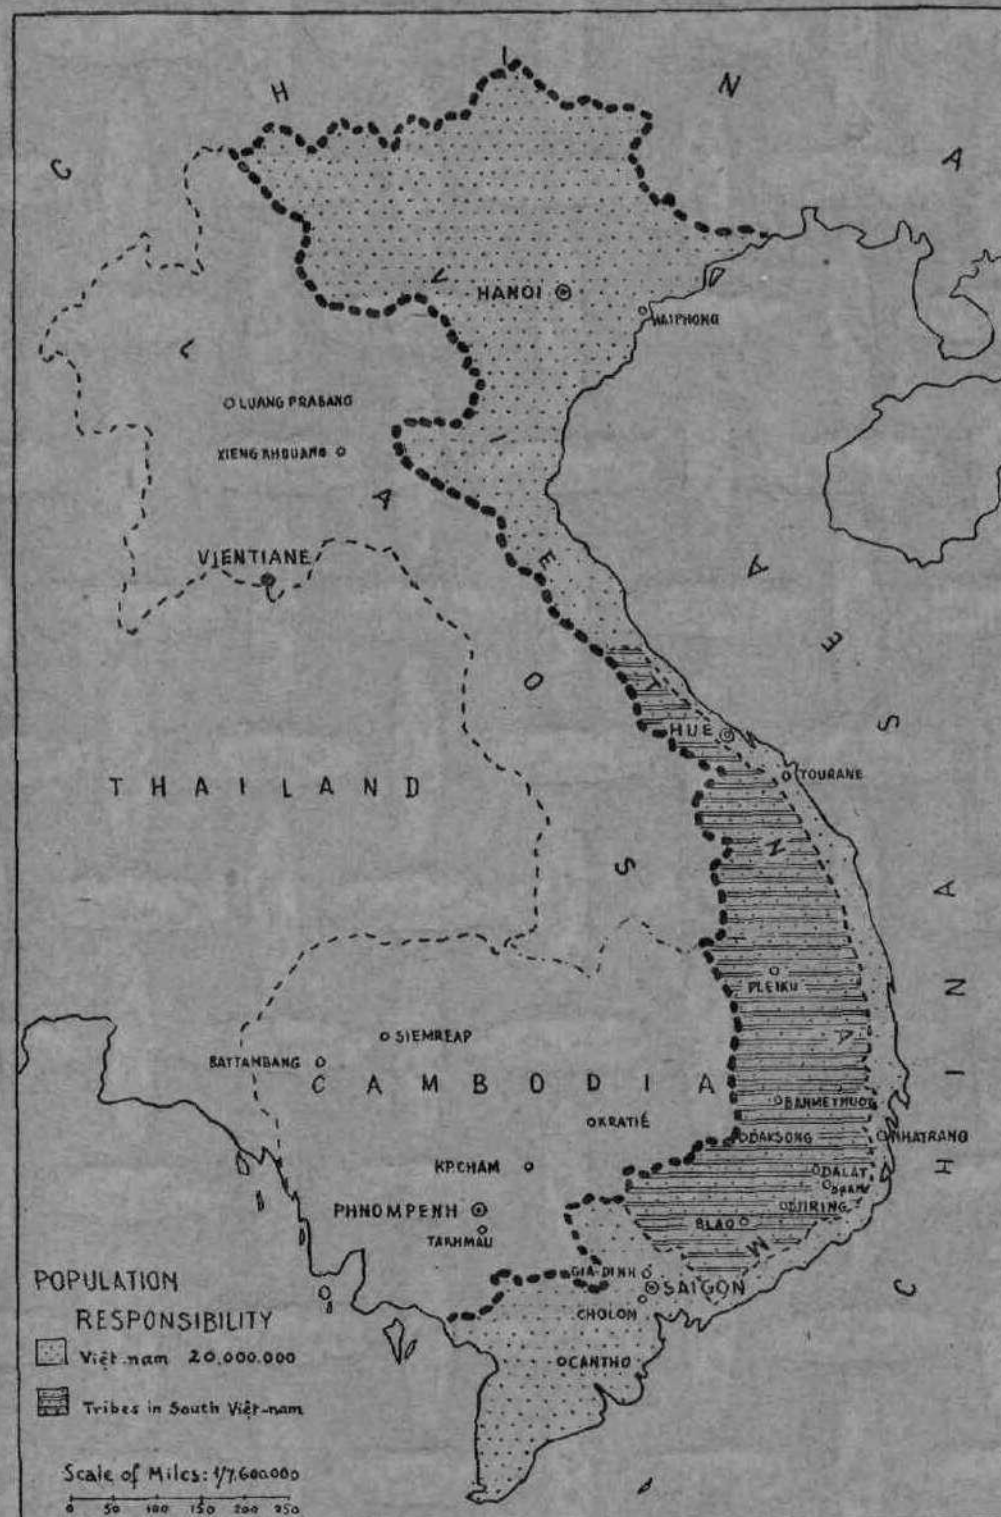 C H I N A
V I E T N A M
HANOI
HAIPHONG
L A O S
LUANG PRABANG
XIENG KHOUANG
VIENTIANE
HUE
TOURANE
T H A I L A N D
PLEIKU
SIEMREAP
BATTAMBANG
C A M B O D I A
BANMETHUOT
KRATIÉ
DAKSONG
NHATRANG
KP.CHAM
DALAT
DJIRING
PHNOMPENH
BLAO
TAKHMAU
GIA-DINH
SAIGON
CHOLON
CANTHO
C H I N A S E A
POPULATION
RESPONSIBILITY
Việt-nam 20.000.000
Tribes in South Việt-nam
Scale of Miles: 1/7.600.000
0 50 100 150 200 250